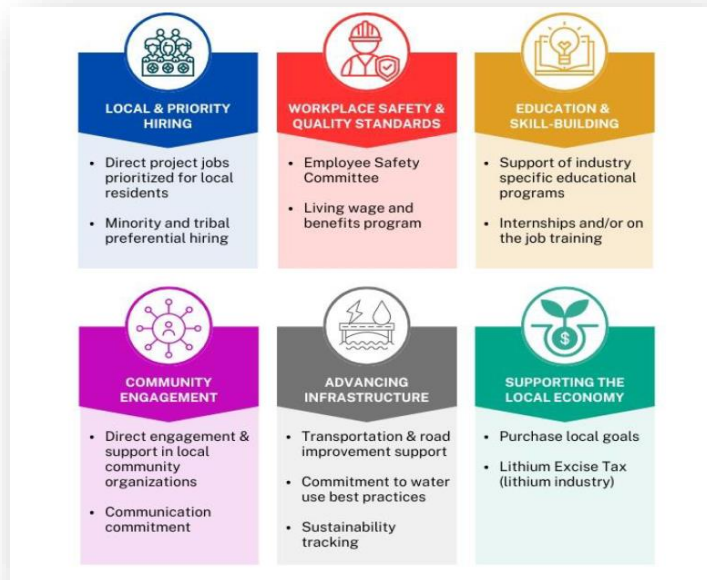 LOCAL & PRIORITY
HIRING
• Direct project jobs
prioritized for local
residents
• Minority and tribal
preferential hiring
WORKPLACE SAFETY &
QUALITY STANDARDS
• Employee Safety
Committee
• Living wage and
benefits program
EDUCATION &
SKILL-BUILDING
• Support of industry
specific educational
programs
• Internships and/or on
the job training
COMMUNITY
ENGAGEMENT
• Direct engagement &
support in local
community
organizations
• Communication
commitment
ADVANCING
INFRASTRUCTURE
• Transportation & road
improvement support
• Commitment to water
use best practices
• Sustainability
tracking
$
SUPPORTING THE
LOCAL ECONOMY
• Purchase local goals
• Lithium Excise Tax
(lithium industry)